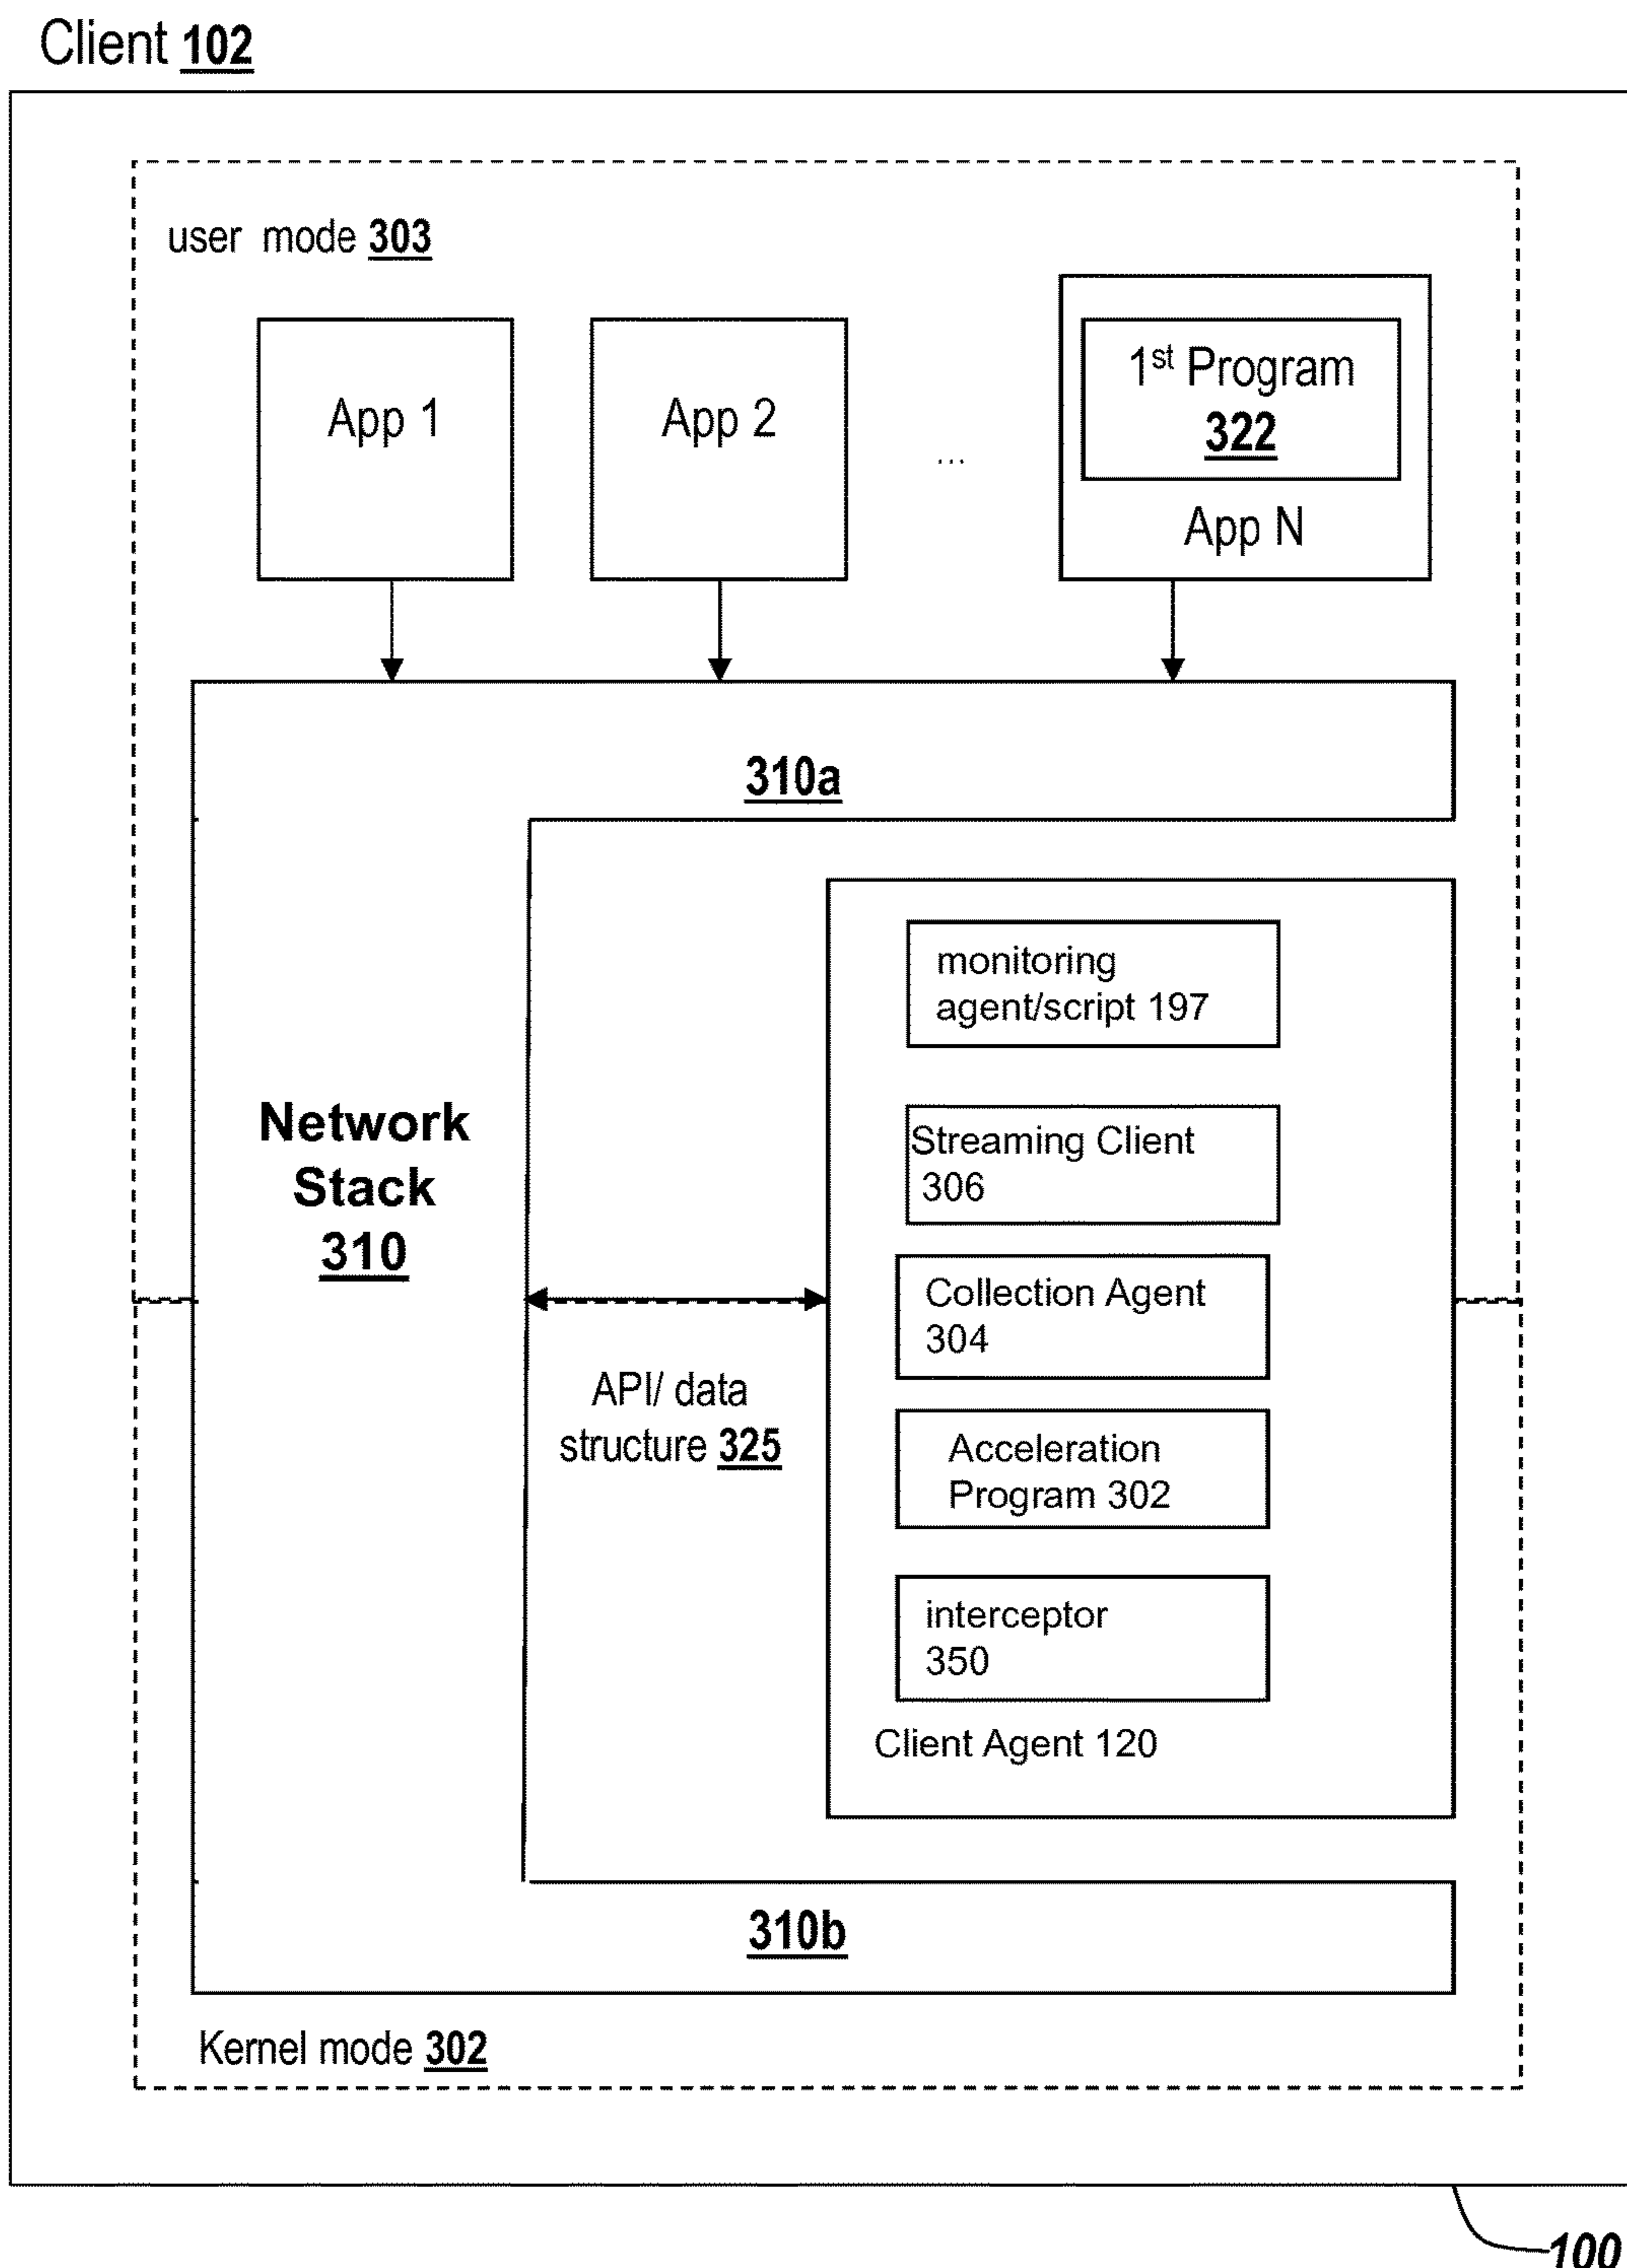 Client 102
user mode 303
App 1
App 2
...
1st Program
322
App N
310a
Network
Stack
310
monitoring
agent/script 197
Streaming Client
306
Collection Agent
304
API/ data
structure 325
Acceleration
Program 302
interceptor
350
Client Agent 120
310b
Kernel mode 302
100